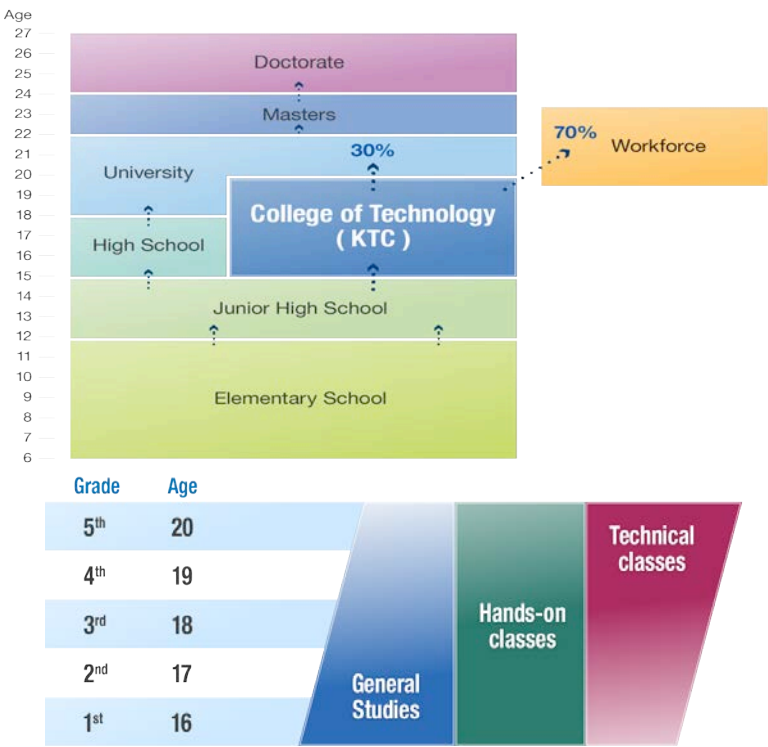 Age
27
26
25
24
23
22
21
20
19
18
17
16
15
14
13
12
11
10
9
8
7
6
Doctorate
Masters
30%
University
70%
Workforce
College of Technology
( KTC )
High School
Junior High School
Elementary School
Grade Age
5th 20
4th 19
3rd 18
2nd 17
1st 16
General
Studies
Hands-on
classes
Technical
classes